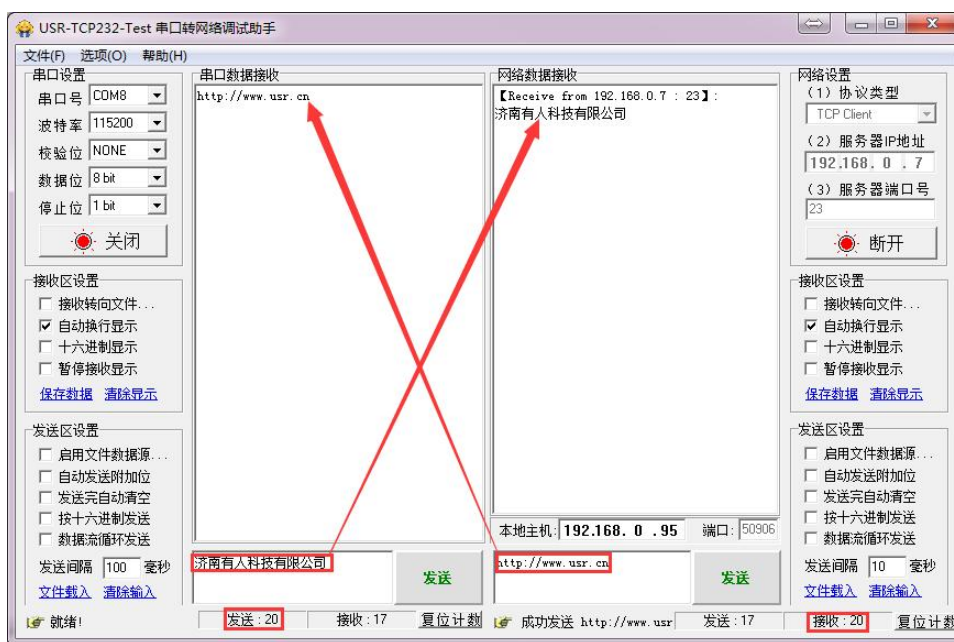 USR-TCP232-Test 串口转网络调试助手
文件(F) 选项(O) 帮助(H)
串口设置
串口号 COM8
波特率 115200
校验位 NONE
数据位 8 bit
停止位 1 bit
关闭
接收区设置
接收转向文件...
自动换行显示
十六进制显示
暂停接收显示
保存数据 清除显示
发送区设置
启用文件数据源...
自动发送附加位
发送完自动清空
按十六进制发送
数据流循环发送
发送间隔 100 毫秒
文件载入 清除输入
串口数据接收
http://www.usr.cn
济南有人科技有限公司
发送
网络数据接收
【Receive from 192.168.0.7 : 23】:
济南有人科技有限公司
本地主机: 192.168. 0 .95 端口: 50906
http://www.usr.cn
发送
网络设置
(1) 协议类型
TCP Client
(2) 服务器IP地址
192.168. 0 . 7
(3) 服务器端口号
23
断开
接收区设置
接收转向文件...
自动换行显示
十六进制显示
暂停接收显示
保存数据 清除显示
发送区设置
启用文件数据源...
自动发送附加位
发送完自动清空
按十六进制发送
数据流循环发送
发送间隔 10 毫秒
文件载入 清除输入
就绪! 发送:20 接收:17 复位计数 成功发送 http://www.usr 发送:17 接收:20 复位计数